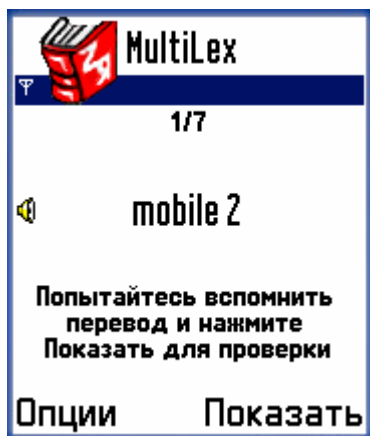 MultiLex
1/7
mobile 2
Попытайтесь вспомнить
перевод и нажмите
Показать для проверки
Опции Показать